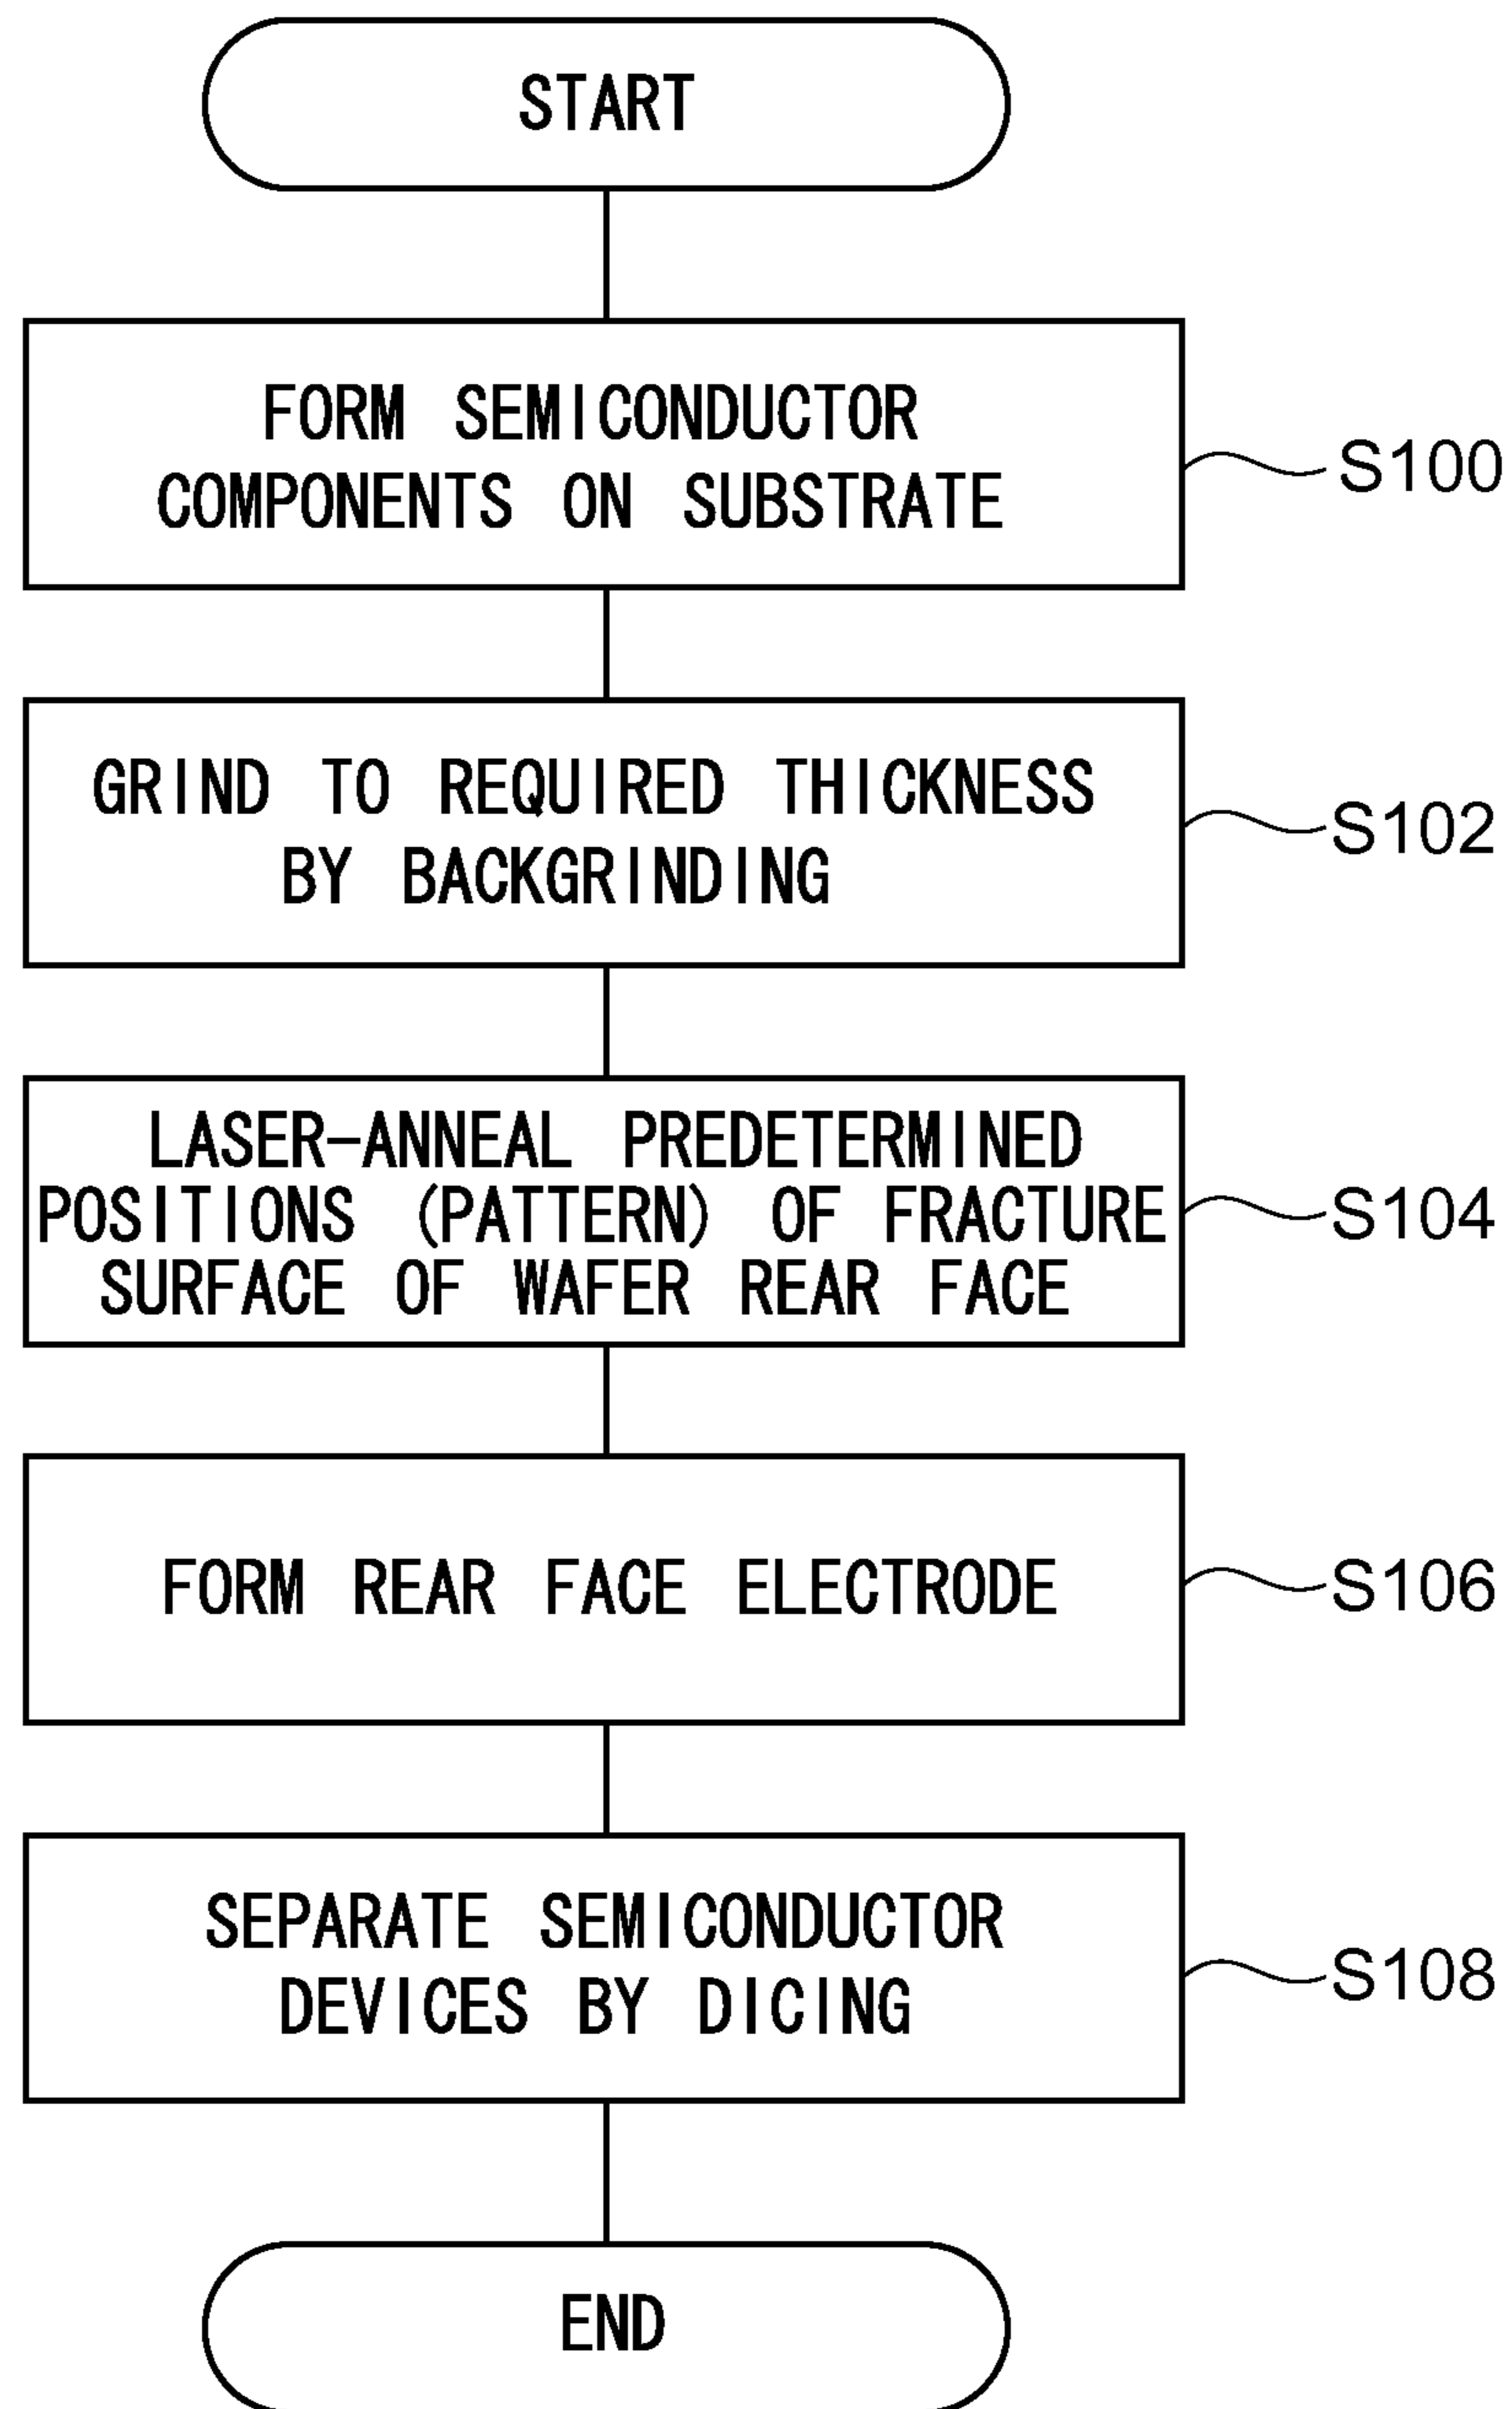 START
FORM SEMICONDUCTOR
COMPONENTS ON SUBSTRATE
S100
GRIND TO REQUIRED THICKNESS
BY BACKGRINDING
S102
LASER-ANNEAL PREDETERMINED
POSITIONS (PATTERN) OF FRACTURE
SURFACE OF WAFER REAR FACE
S104
FORM REAR FACE ELECTRODE
S106
SEPARATE SEMICONDUCTOR
DEVICES BY DICING
S108
END